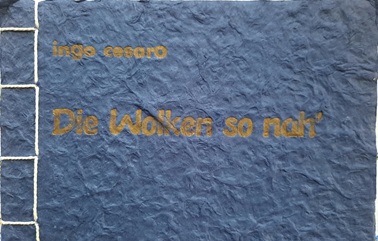 ingo cesaro
Die Wolken so nah'